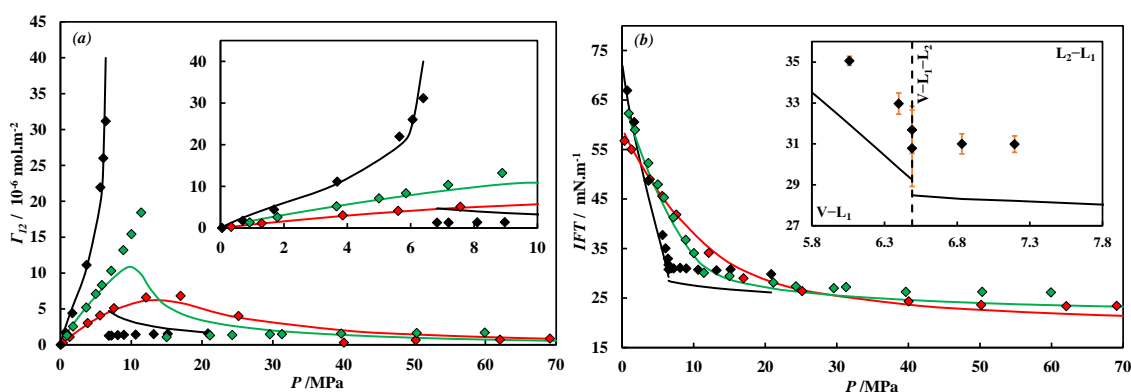 (a)
45
40
35
30
25
20
15
10
5
0
0 10 20 30 40 50 60 70
P /MPa
Γ12 / 10-6 mol.m-2
40
30
20
10
0
0 2 4 6 8 10
(b)
75
65
55
45
35
25
15
0 10 20 30 40 50 60 70
P /MPa
IFT / mN.m-1
35
33
31
29
27
5.8 6.3 6.8 7.3 7.8
V−L1
V−L1−L2
L2−L1